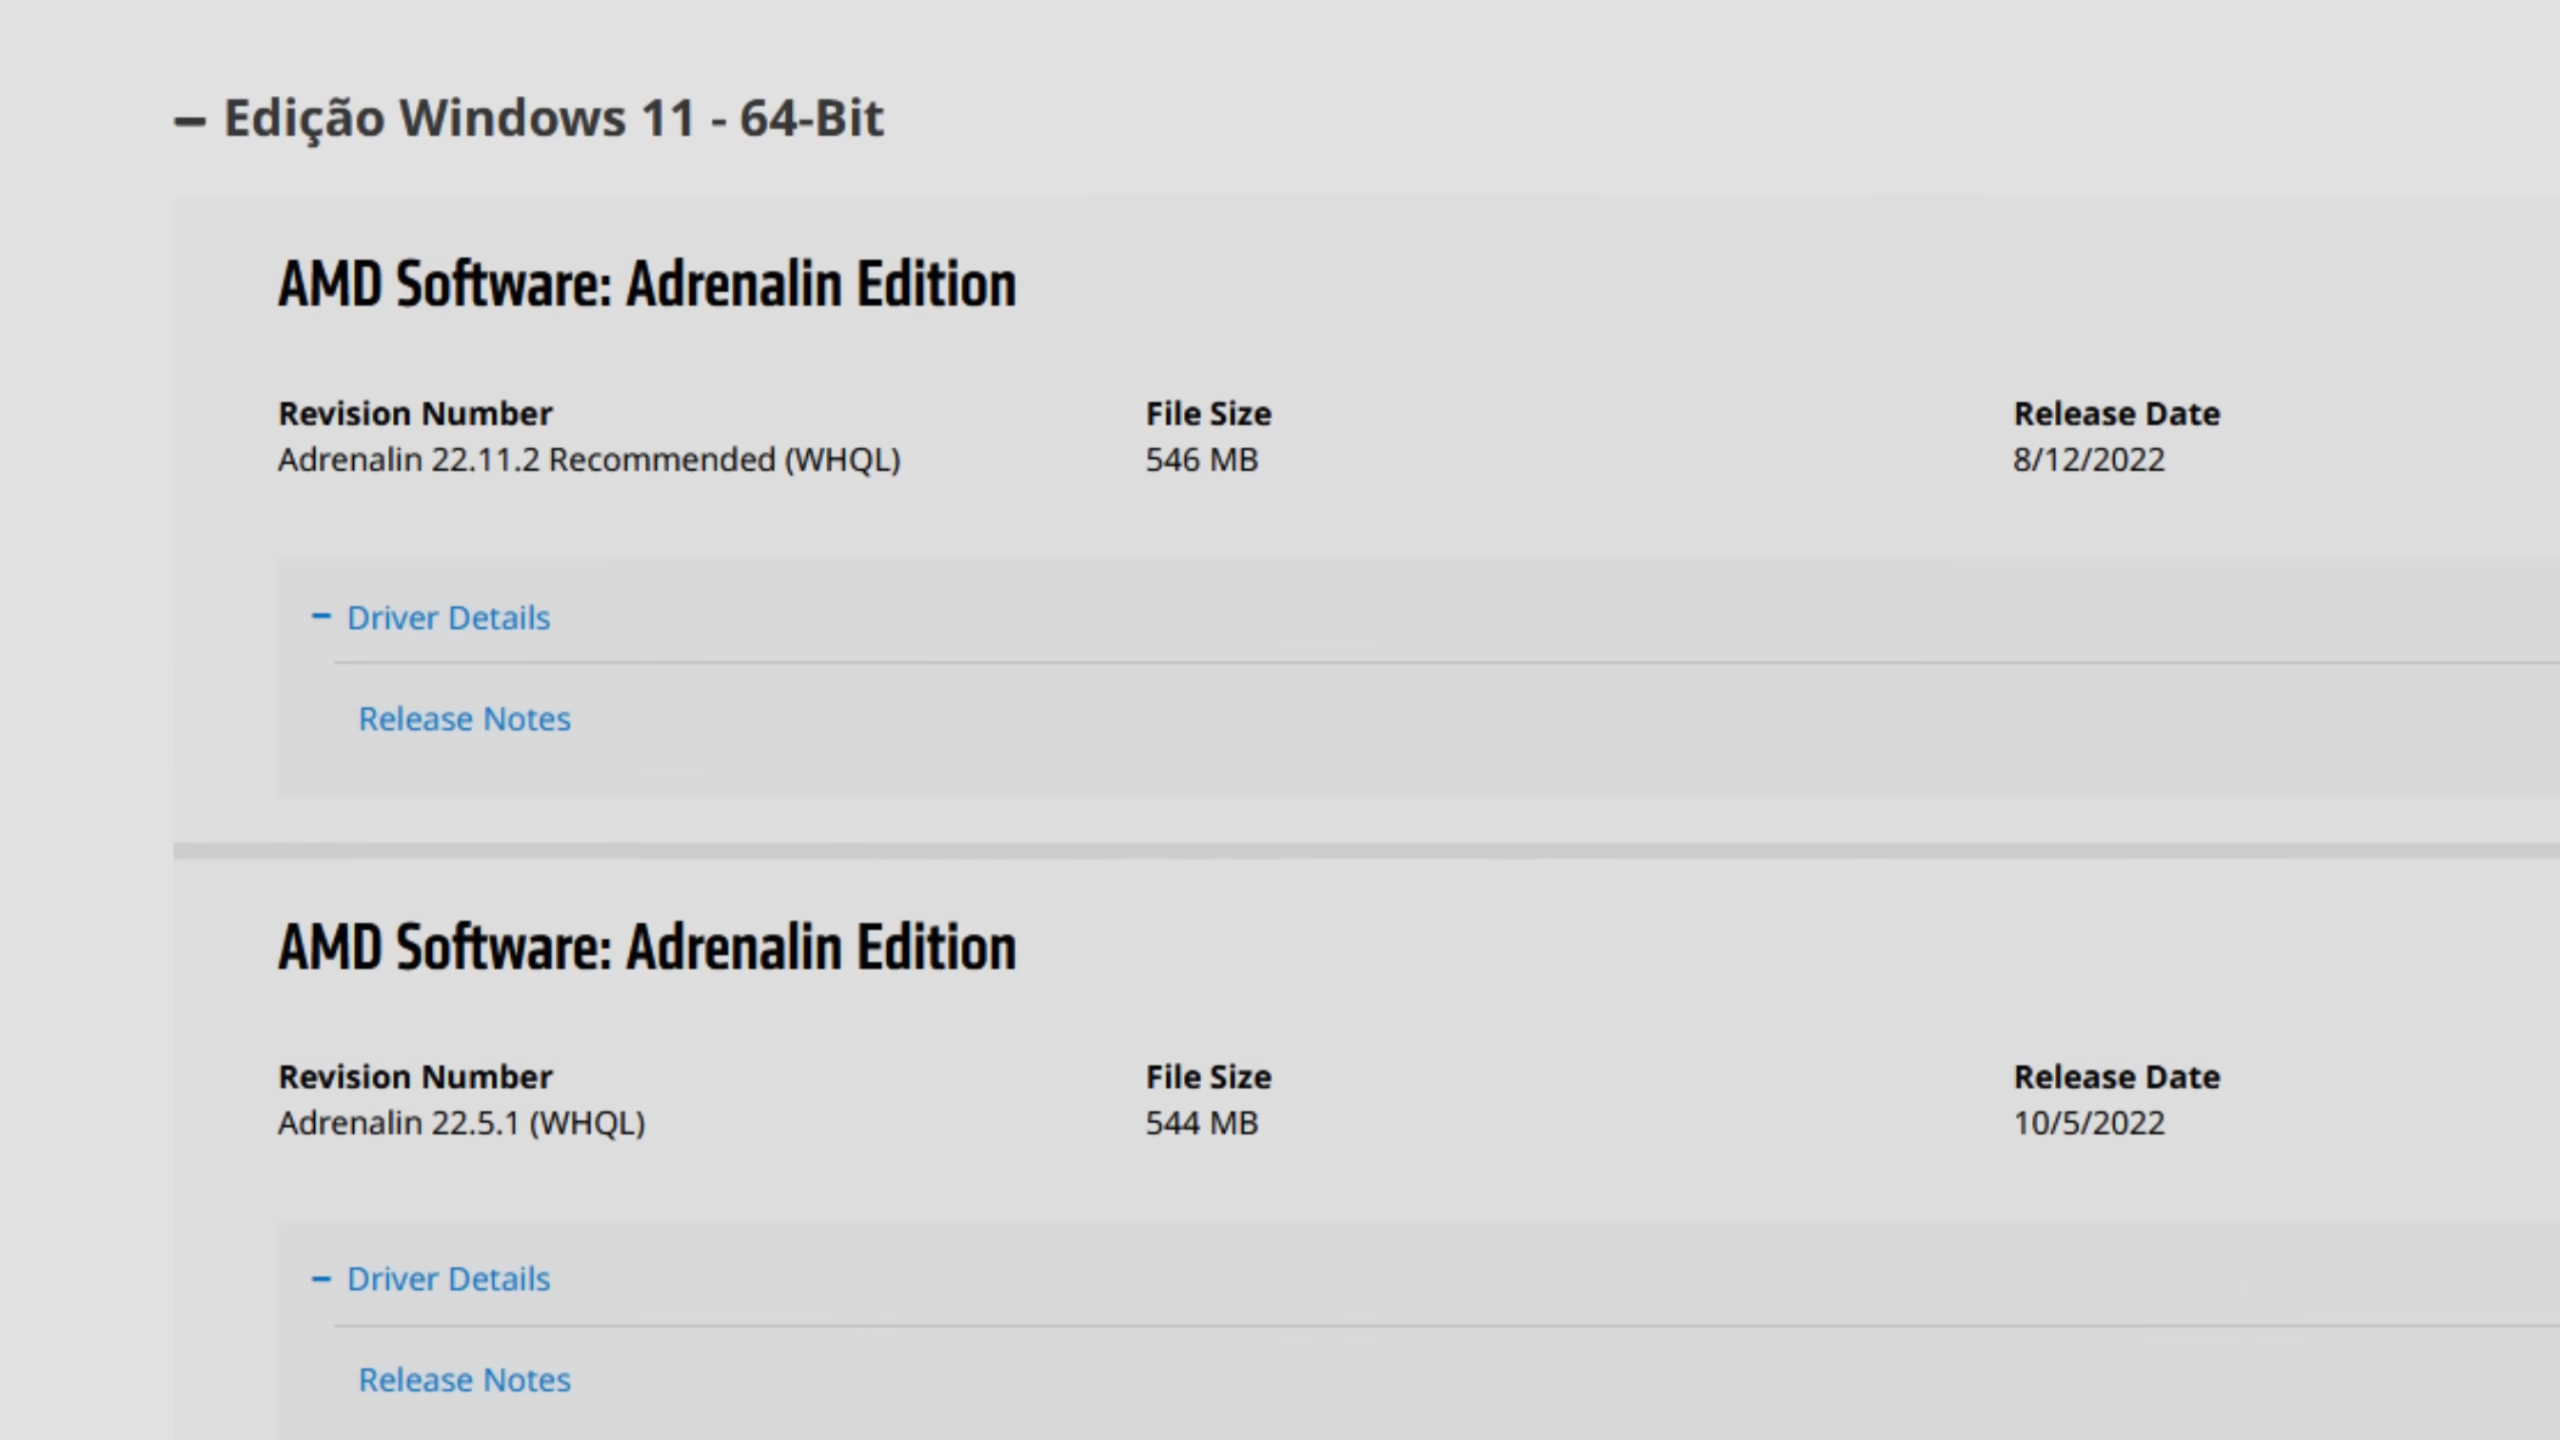 – Edição Windows 11 - 64-Bit
AMD Software: Adrenalin Edition
Revision Number File Size Release Date
Adrenalin 22.11.2 Recommended (WHQL) 546 MB 8/12/2022
– Driver Details
Release Notes
AMD Software: Adrenalin Edition
Revision Number File Size Release Date
Adrenalin 22.5.1 (WHQL) 544 MB 10/5/2022
– Driver Details
Release Notes